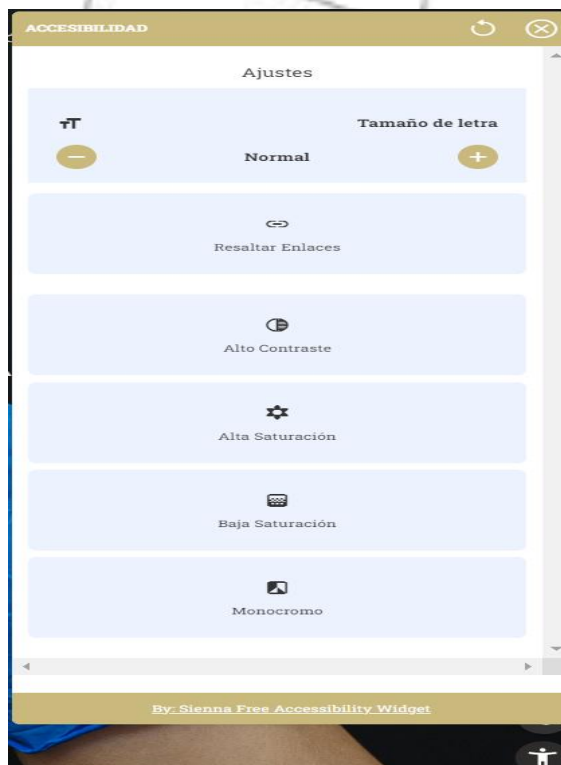 ACCESIBILIDAD
Ajustes
Tamaño de letra
Normal
Resaltar Enlaces
Alto Contraste
Alta Saturación
Baja Saturación
Monocromo
By: Sienna Free Accessibility Widget